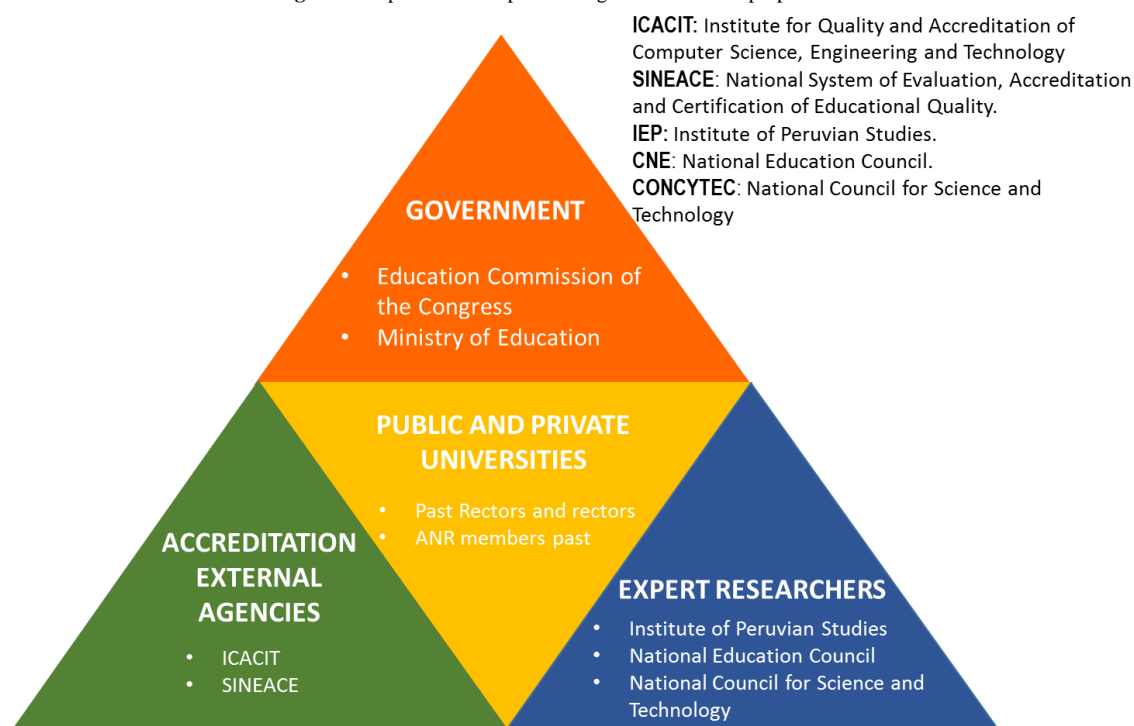 ICACIT: Institute for Quality and Accreditation of
Computer Science, Engineering and Technology
SINEACE: National System of Evaluation, Accreditation
and Certification of Educational Quality.
IEP: Institute of Peruvian Studies.
CNE: National Education Council.
CONCYTEC: National Council for Science and
Technology
GOVERNMENT
• Education Commission of
the Congress
• Ministry of Education
PUBLIC AND PRIVATE
UNIVERSITIES
• Past Rectors and rectors
• ANR members past
ACCREDITATION
EXTERNAL
AGENCIES
• ICACIT
• SINEACE
EXPERT RESEARCHERS
• Institute of Peruvian Studies
• National Education Council
• National Council for Science and
Technology